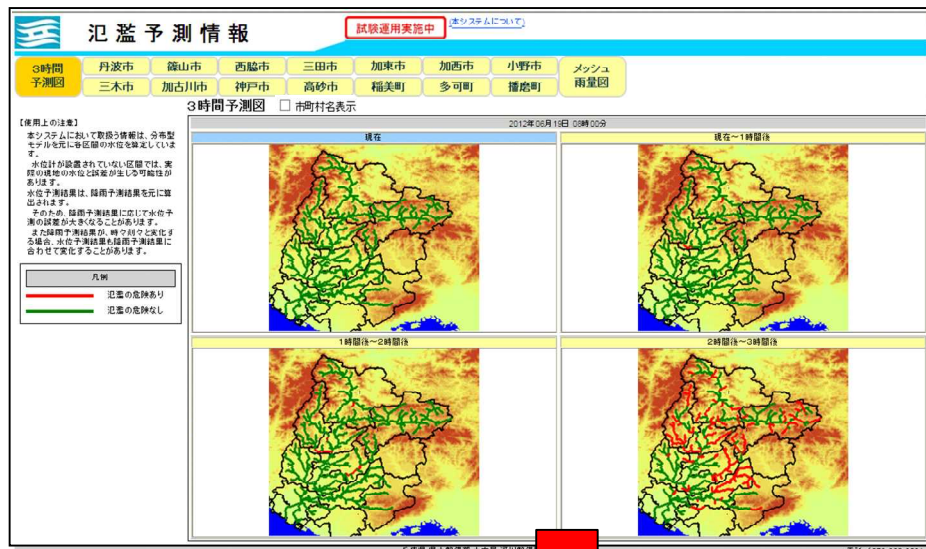 氾濫予測情報
試験運用実施中
(本システムについて)
3時間
予測図
丹波市 篠山市 西脇市 三田市 加東市 加西市 小野市
メッシュ
雨量図
三木市 加古川市 神戸市 高砂市 稲美町 多可町 播磨町
3時間予測図 市町村名表示
【使用上の注意】
本システムにおいて取扱う情報は、分布型
モデルを元に各区間の水位を算定していま
す。
水位計が設置されていない区間では、実
際の現地の水位と誤差が生じる可能性が
あります。
水位予測結果は、降雨予測結果を元に算
出されます。
そのため、降雨予測結果に応じて水位予
測の誤差が大きくなることがあります。
また降雨予測結果が、時々刻々と変化す
る場合、水位予測結果も降雨予測結果に
合わせて変化することがあります。
凡例
氾濫の危険あり
氾濫の危険なし
2012年06月19日 08時00分
現在
現在～1時間後
1時間後～2時間後
2時間後～3時間後